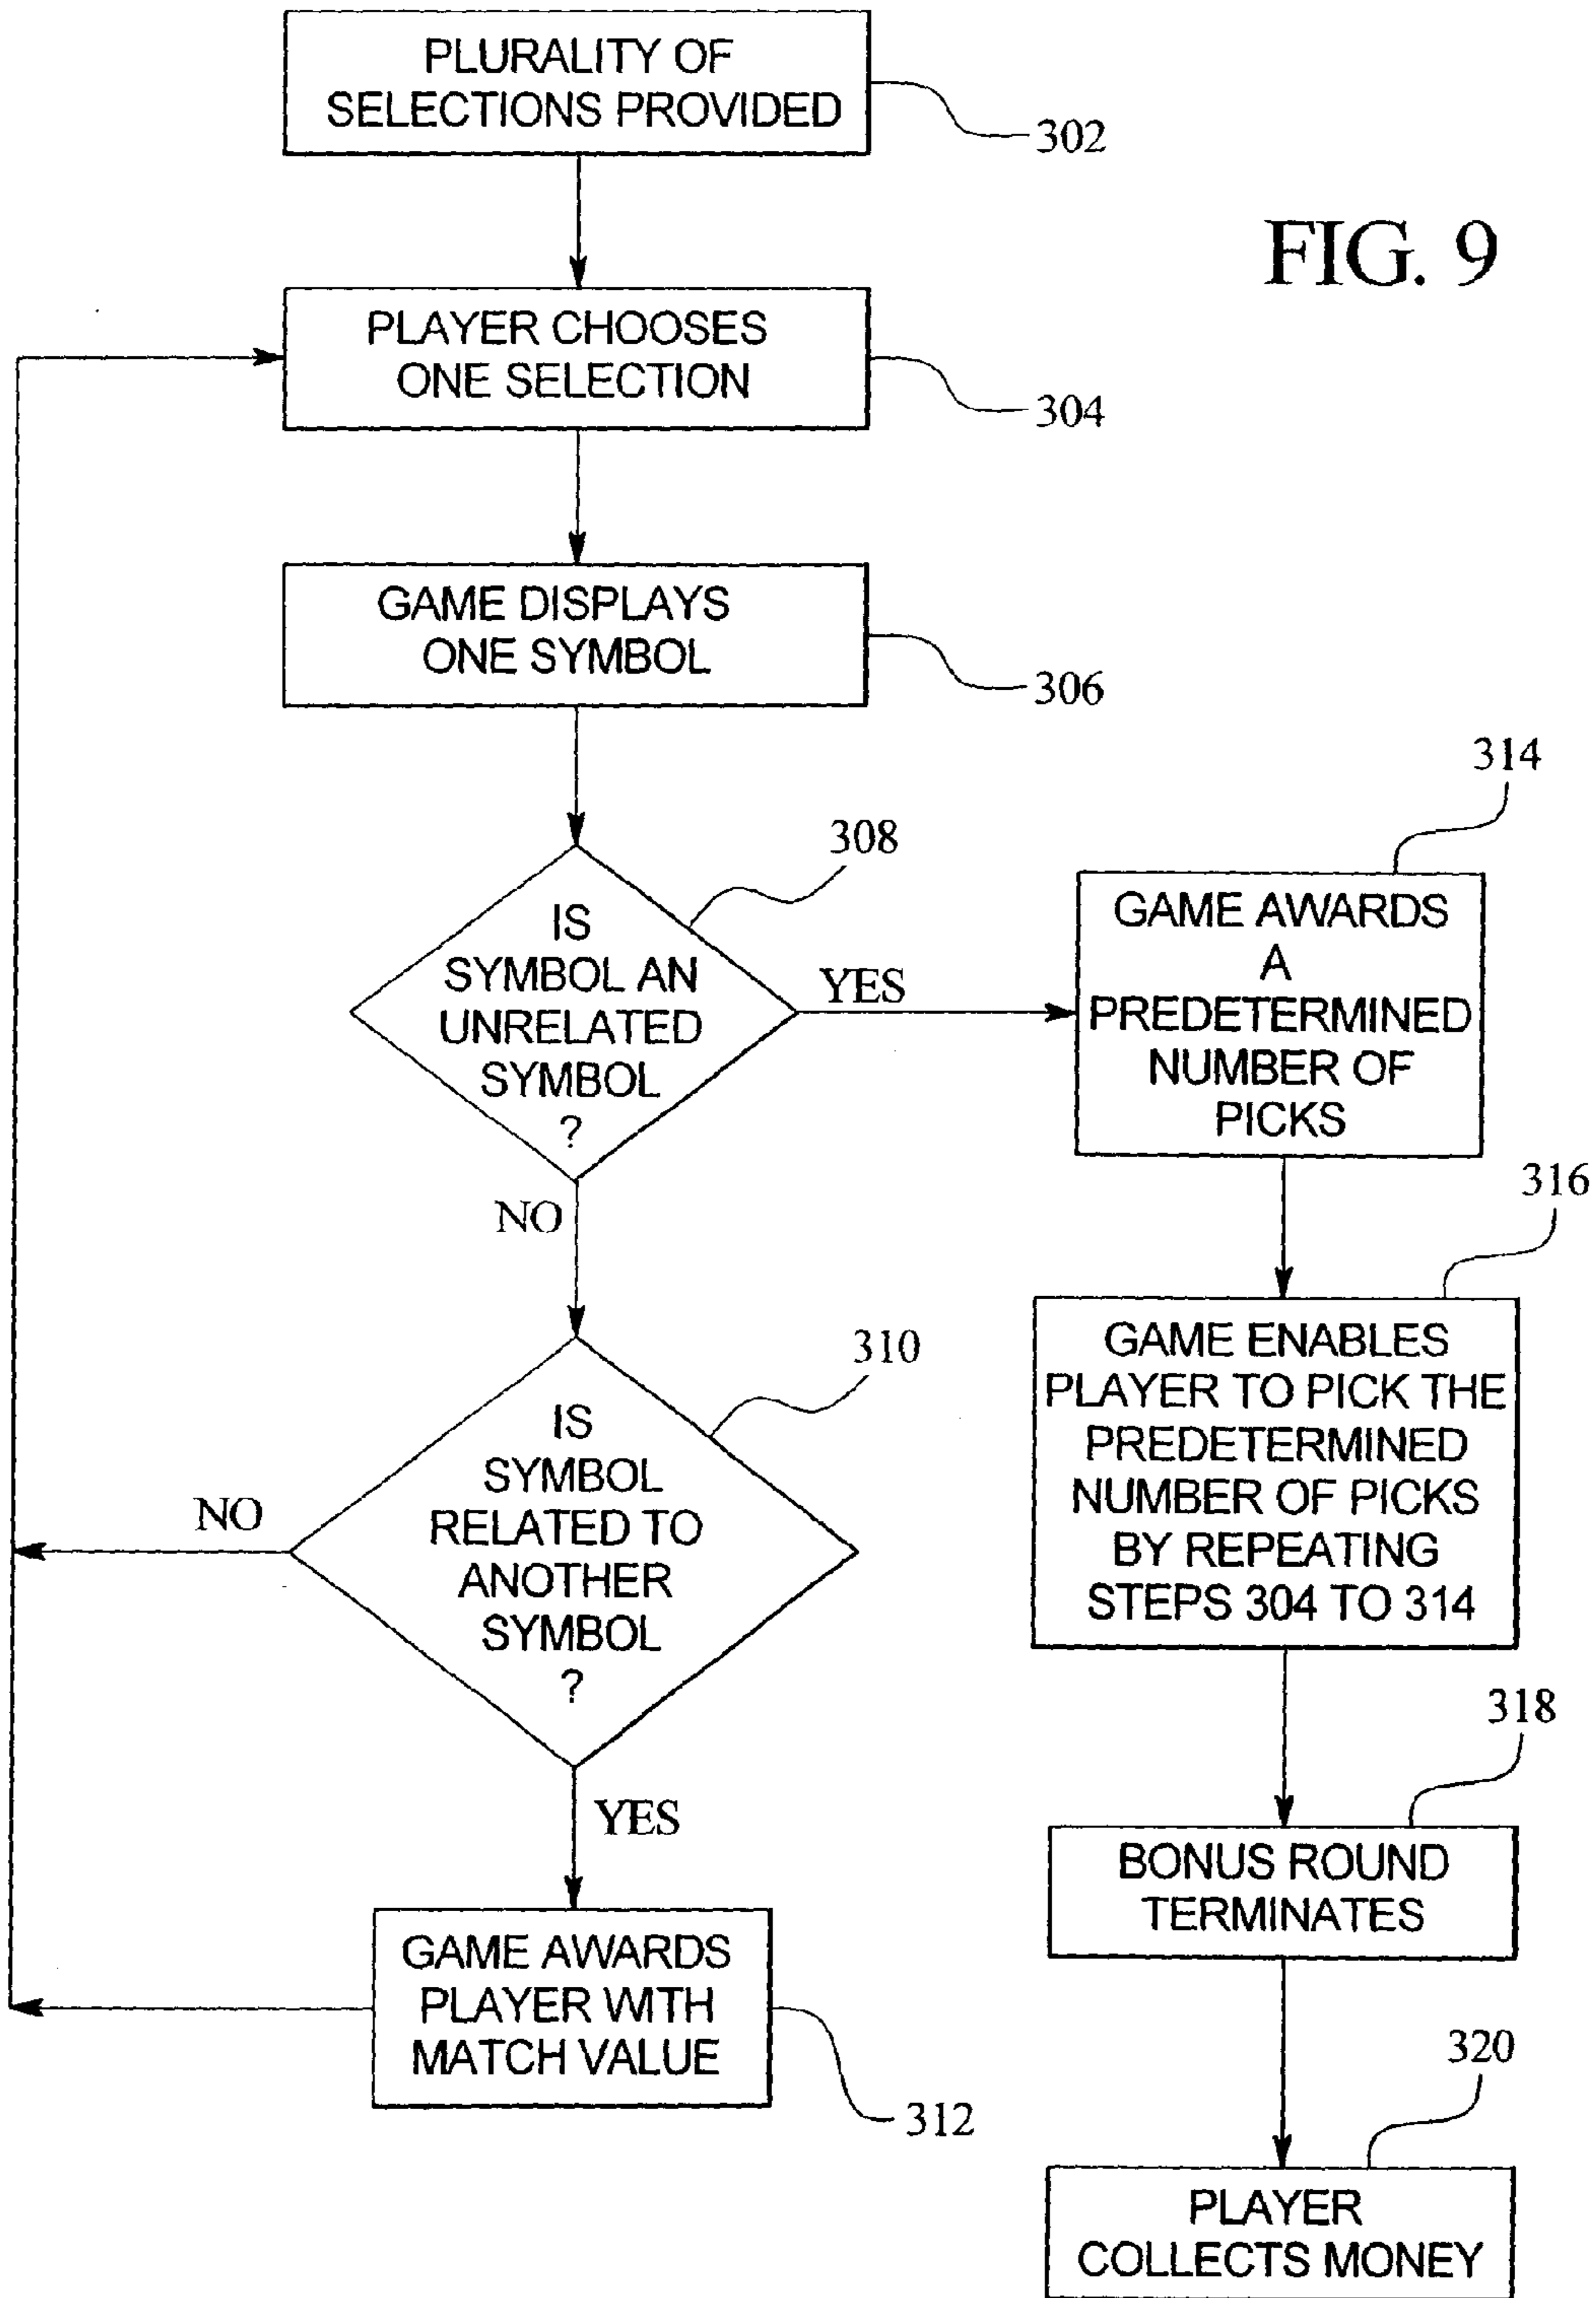 PLURALITY OF
SELECTIONS PROVIDED
302
FIG. 9
PLAYER CHOOSES
ONE SELECTION
304
GAME DISPLAYS
ONE SYMBOL
306
308
IS
SYMBOL AN
UNRELATED
SYMBOL
?
YES
NO
310
IS
SYMBOL
RELATED TO
ANOTHER
SYMBOL
?
NO
YES
GAME AWARDS
PLAYER WITH
MATCH VALUE
312
314
GAME AWARDS
A
PREDETERMINED
NUMBER OF
PICKS
316
GAME ENABLES
PLAYER TO PICK THE
PREDETERMINED
NUMBER OF PICKS
BY REPEATING
STEPS 304 TO 314
318
BONUS ROUND
TERMINATES
320
PLAYER
COLLECTS MONEY